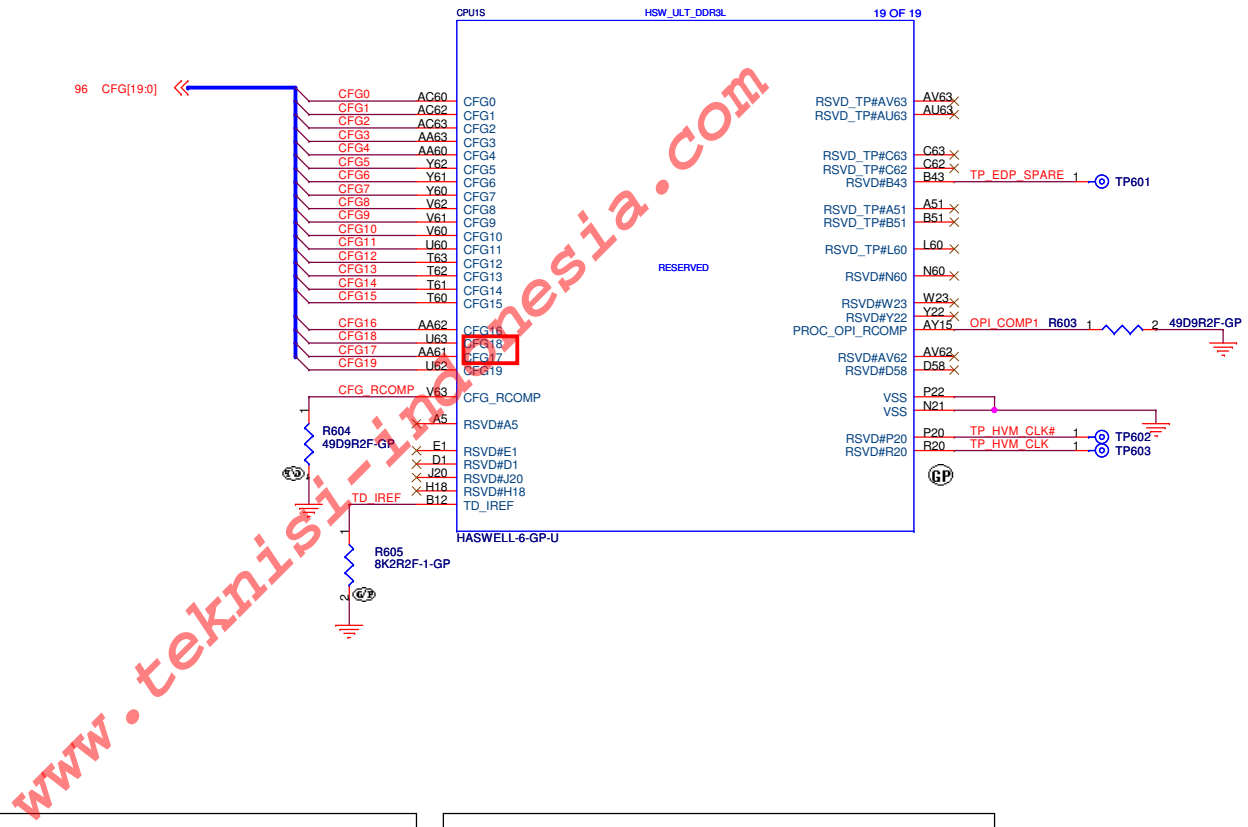 CPU1S HSW_ULT_DDR3L 19 OF 19
96 CFG[19:0]
CFG0 AC60 CFG0
CFG1 AC62 CFG1
CFG2 AC63 CFG2
CFG3 AA63 CFG3
CFG4 AA60 CFG4
CFG5 Y62 CFG5
CFG6 Y61 CFG6
CFG7 Y60 CFG7
CFG8 V62 CFG8
CFG9 V61 CFG9
CFG10 V60 CFG10
CFG11 U60 CFG11
CFG12 T63 CFG12
CFG13 T62 CFG13
CFG14 T61 CFG14
CFG15 T60 CFG15
CFG16 AA62 CFG16
CFG18 U63 CFG18
CFG17 AA61 CFG17
CFG19 U62 CFG19
CFG_RCOMP V63 CFG_RCOMP
A5 RSVD#A5
E1 RSVD#E1
D1 RSVD#D1
J20 RSVD#J20
H18 RSVD#H18
TD_IREF B12 TD_IREF
1
R604
49D9R2F-GP
1
R605
8K2R2F-1-GP
2
RESERVED
RSVD_TP#AV63 AV63
RSVD_TP#AU63 AU63
RSVD_TP#C63 C63
RSVD_TP#C62 C62
RSVD#B43 B43 TP_EDP_SPARE 1 TP601
RSVD_TP#A51 A51
RSVD_TP#B51 B51
RSVD_TP#L60 L60
RSVD#N60 N60
RSVD#W23 W23
RSVD#Y22 Y22
PROC_OPI_RCOMP AY15 OPI_COMP1 R603 1 2 49D9R2F-GP
RSVD#AV62 AV62
RSVD#D58 D58
VSS P22
VSS N21
RSVD#P20 P20 TP_HVM_CLK# 1 TP602
RSVD#R20 R20 TP_HVM_CLK 1 TP603
GP
HASWELL-6-GP-U
www.teknisi-indonesia.com